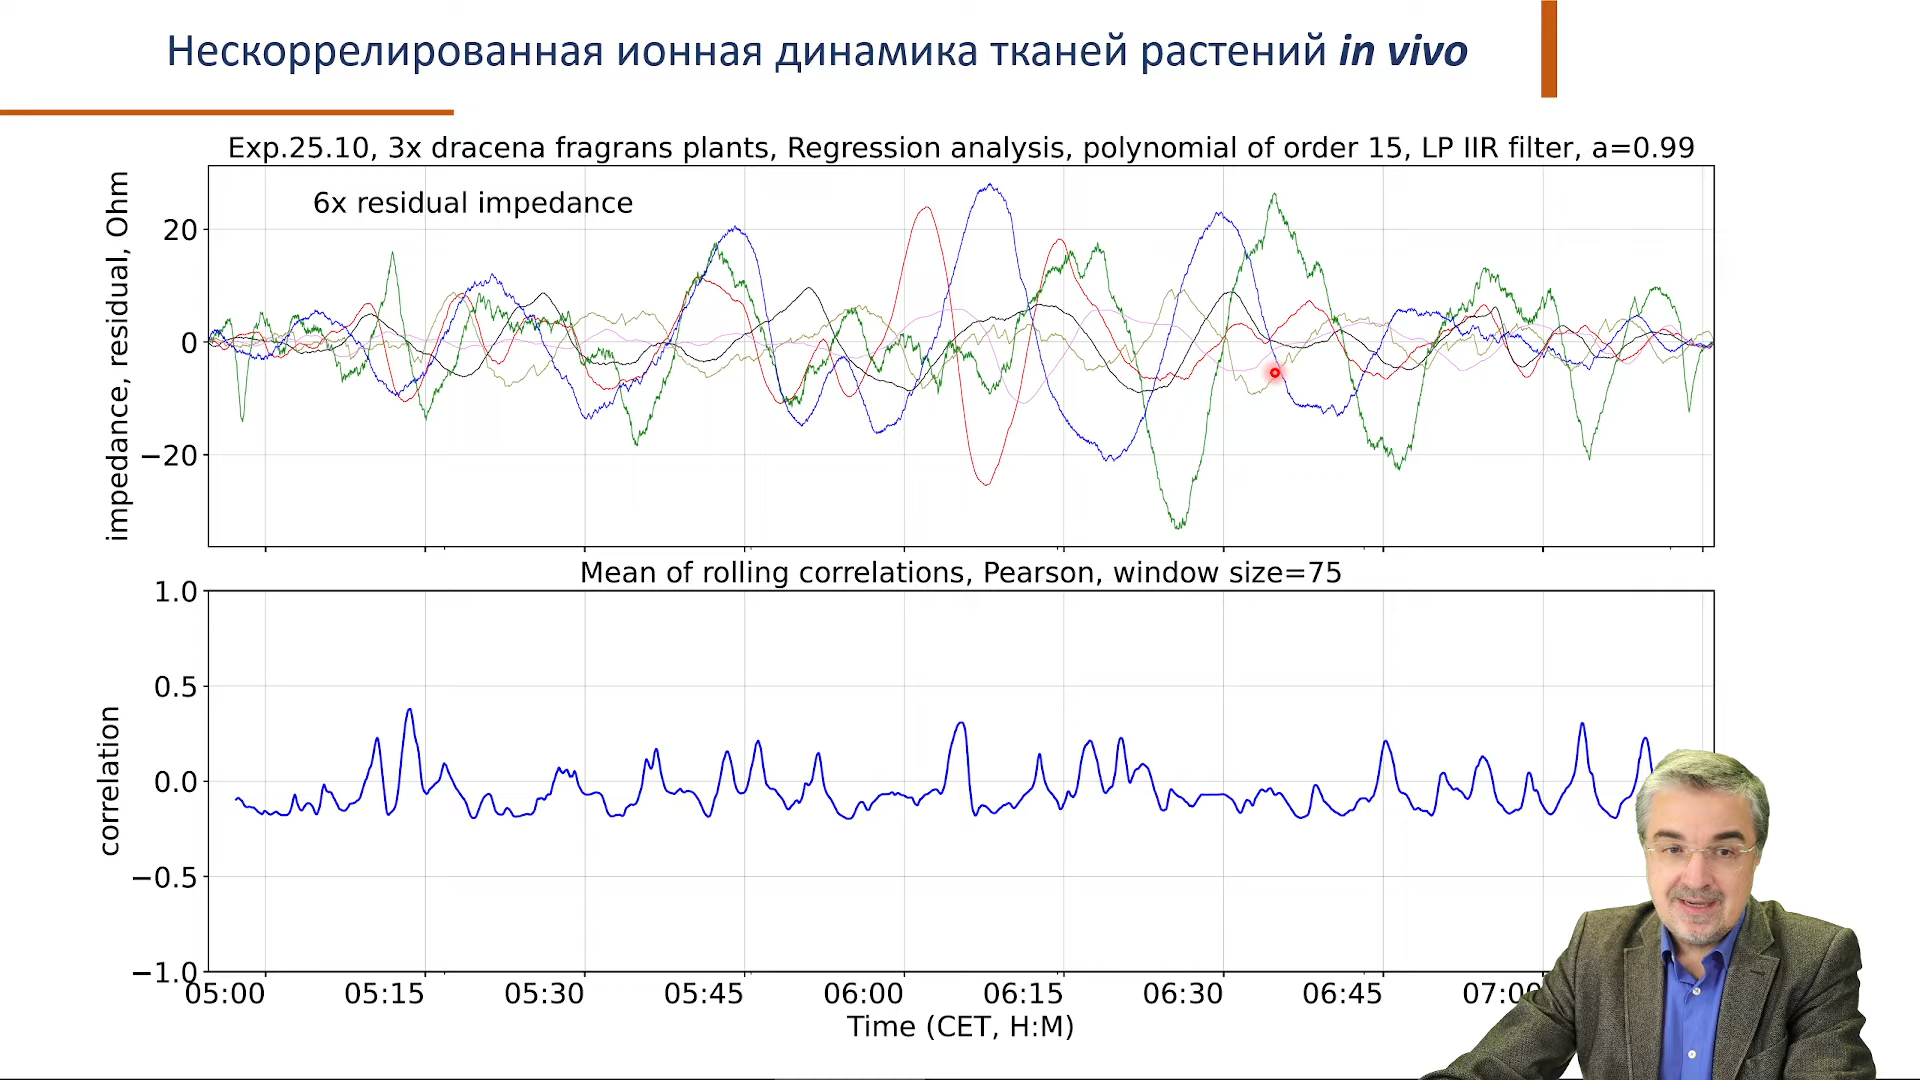 Нескоррелированная ионная динамика тканей растений in vivo
Exp.25.10, 3x dracena fragrans plants, Regression analysis, polynomial of order 15, LP IIR filter, a=0.99
impedance, residual, Ohm
6x residual impedance
20
0
−20
Mean of rolling correlations, Pearson, window size=75
correlation
1.0
0.5
0.0
−0.5
−1.0
05:00 05:15 05:30 05:45 06:00 06:15 06:30 06:45
Time (CET, H:M)